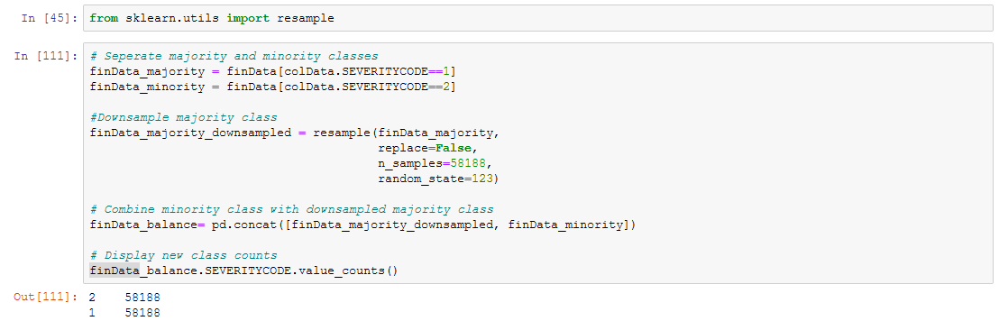 In [45]: from sklearn.utils import resample
In [111]: # Seperate majority and minority classes
finData_majority = finData[colData.SEVERITYCODE==1]
finData_minority = finData[colData.SEVERITYCODE==2]
#Downsample majority class
finData_majority_downsampled = resample(finData_majority,
replace=False,
n_samples=58188,
random_state=123)
# Combine minority class with downsampled majority class
finData_balance= pd.concat([finData_majority_downsampled, finData_minority])
# Display new class counts
finData_balance.SEVERITYCODE.value_counts()
Out[111]: 2 58188
1 58188